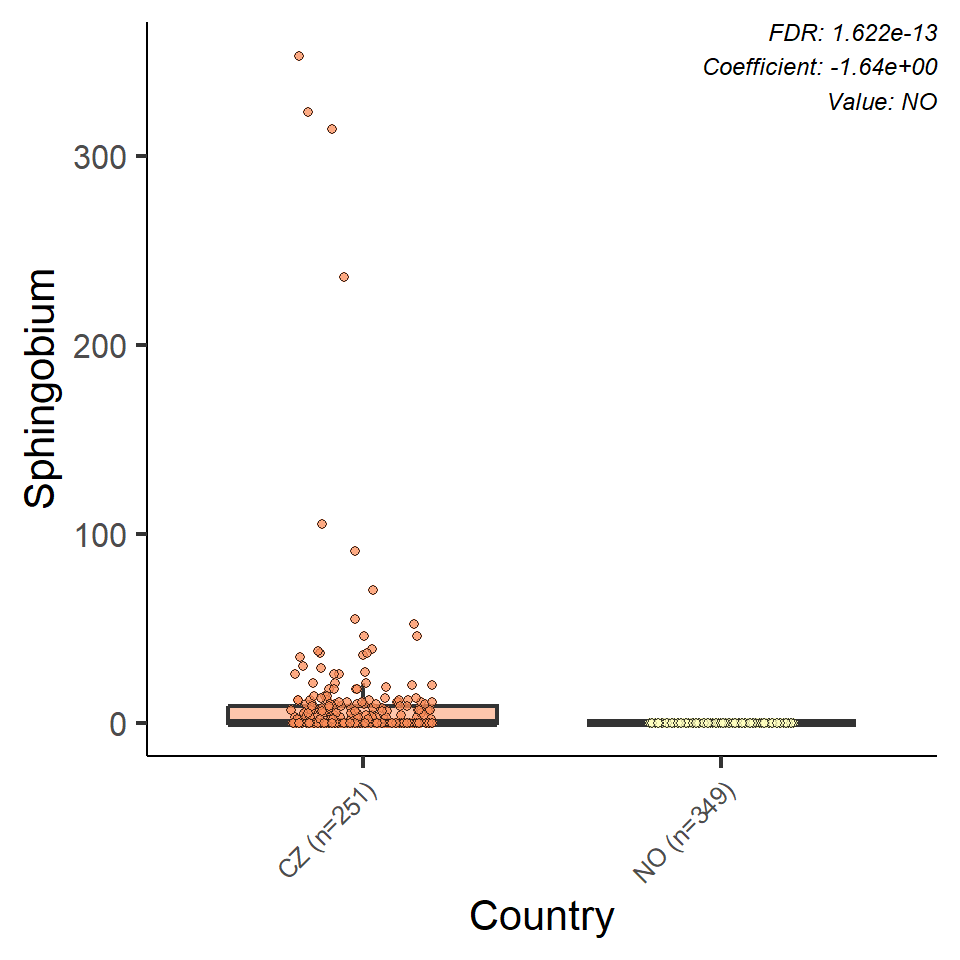 FDR: 1.622e-13
Coefficient: -1.64e+00
Value: NO
Sphingobium
300
200
100
0
CZ (n=251)
NO (n=349)
Country